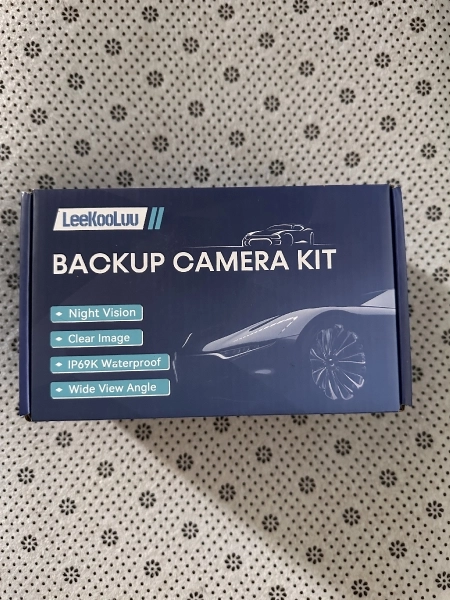 LeeKooLuu
BACKUP CAMERA KIT
Night Vision
Clear Image
IP69K Waterproof
Wide View Angle